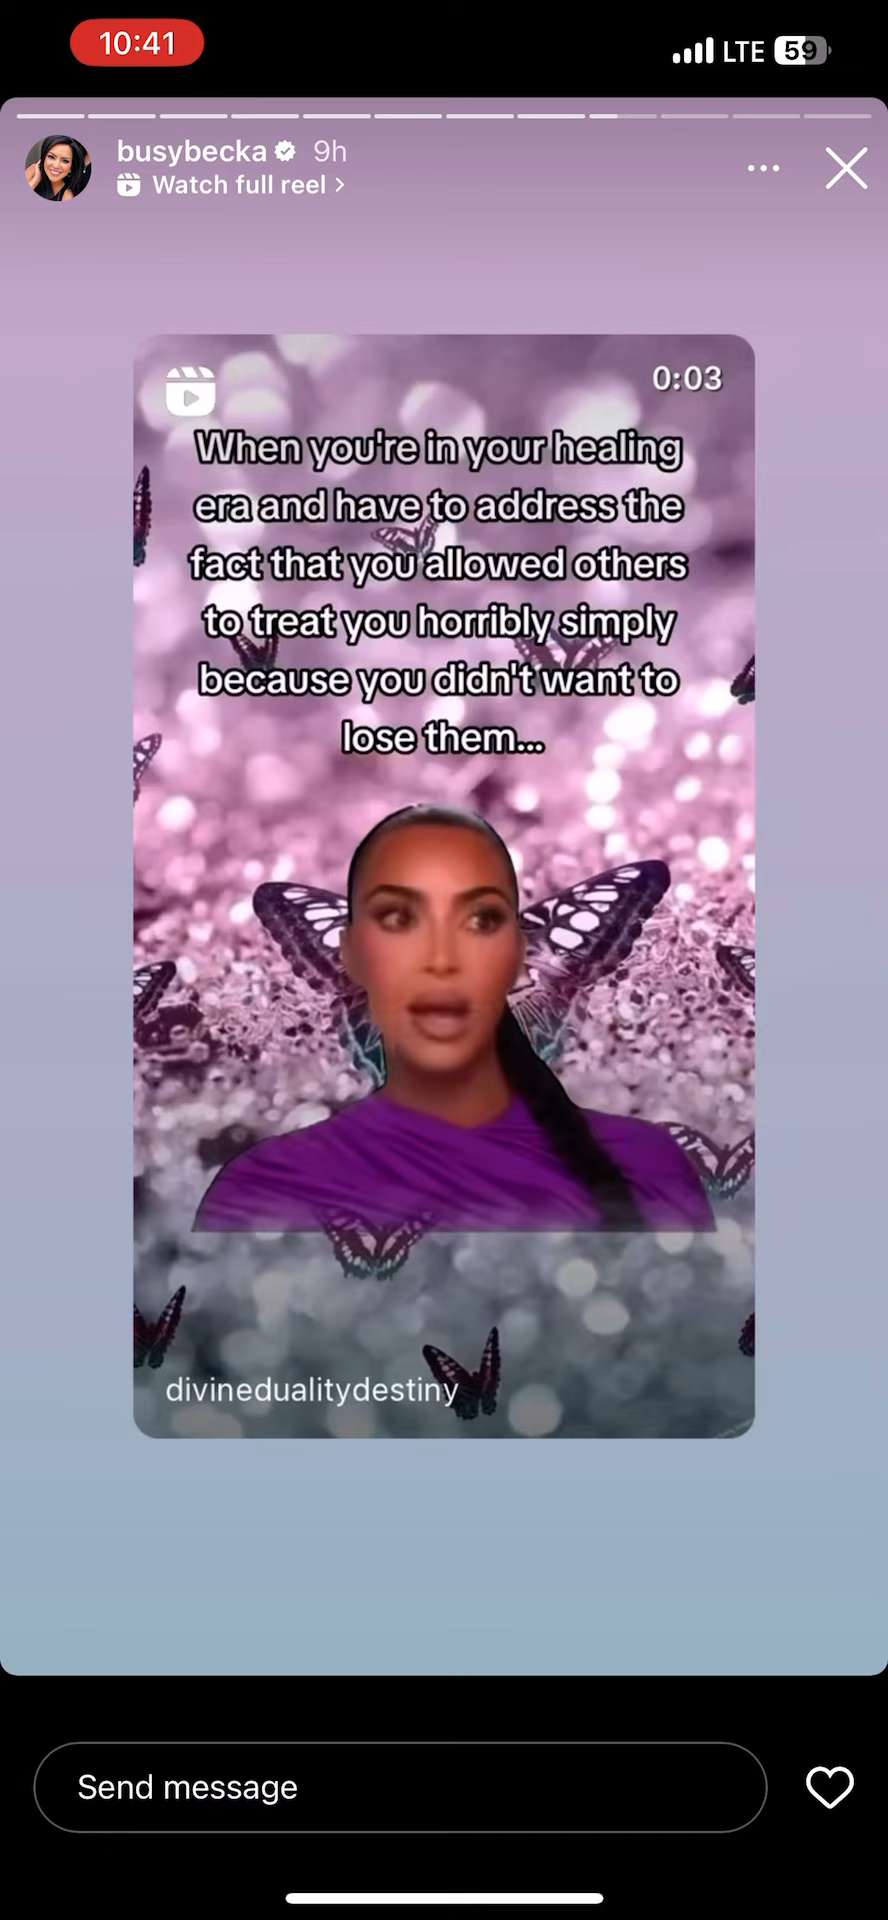 10:41
LTE 59
busybecka 9h
Watch full reel
0:03
When you're in your healing
era and have to address the
fact that you allowed others
to treat you horribly simply
because you didn't want to
lose them...
divinedualitydestiny
Send message